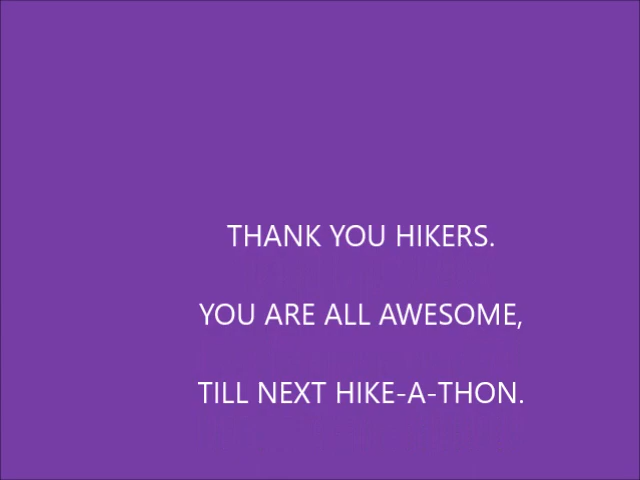 THANK YOU HIKERS.
YOU ARE ALL AWESOME,
TILL NEXT HIKE-A-THON.